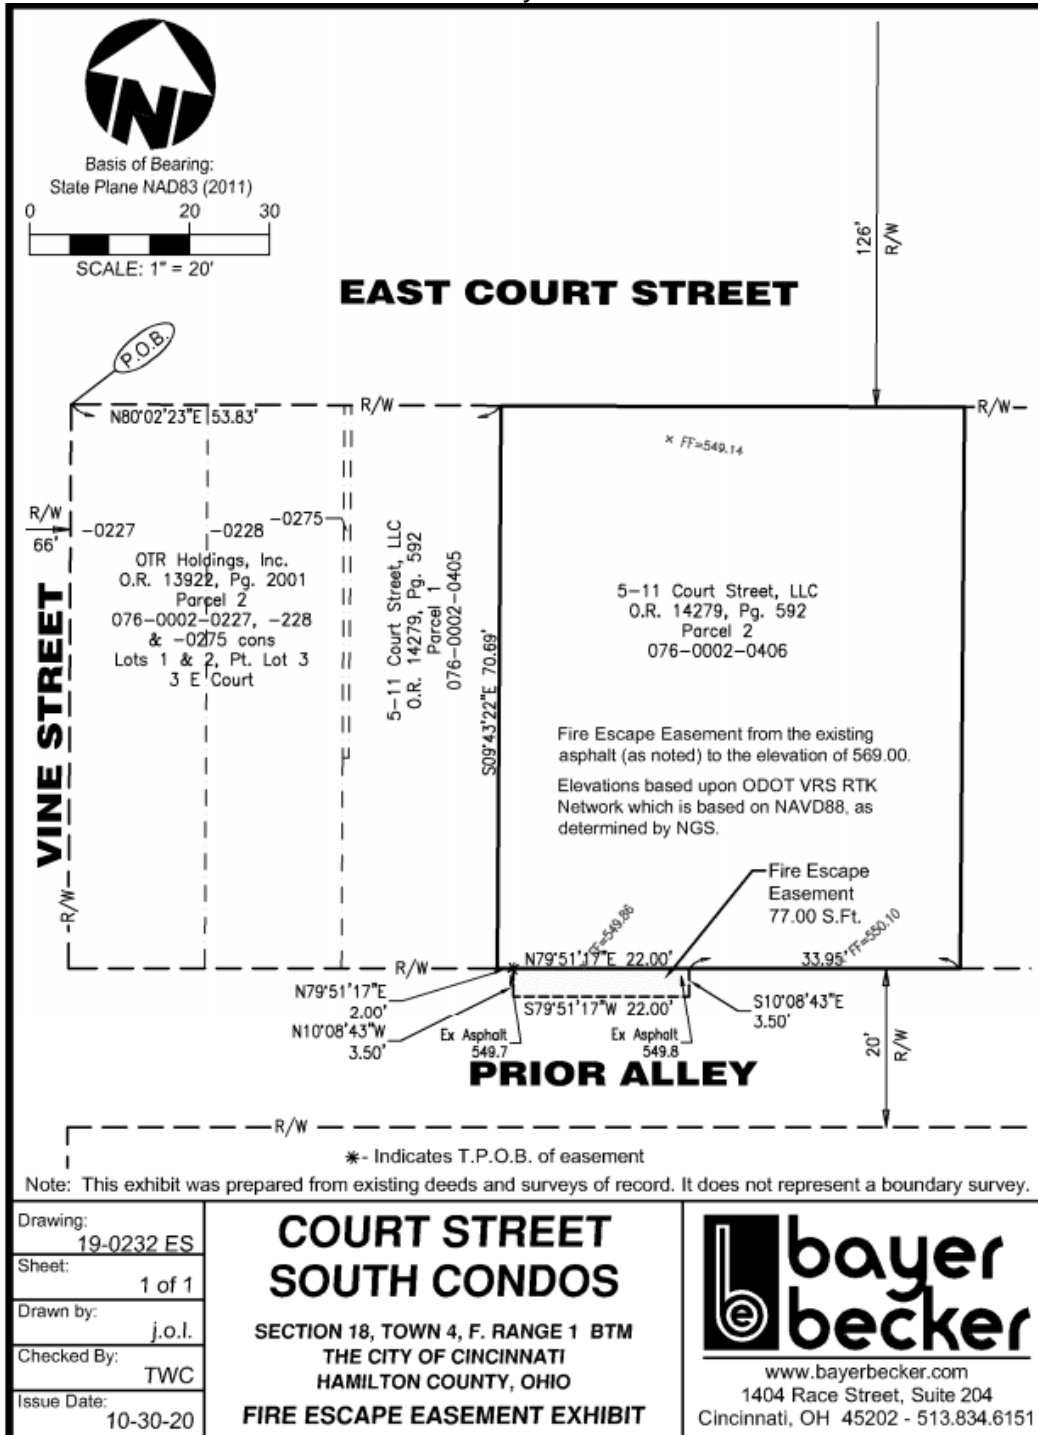 N
Basis of Bearing:
State Plane NAD83 (2011)
0 20 30
SCALE: 1" = 20'
126'
R/W
EAST COURT STREET
P.O.B.
R/W
R/W
N80°02'23"E 53.83'
FF=549.14
R/W
66'
-0227
-0228
-0275
OTR Holdings, Inc.
O.R. 13922, Pg. 2001
Parcel 2
076-0002-0227, -228
& -0275 cons
Lots 1 & 2, Pt. Lot 3
3 E Court
VINE STREET
R/W
5-11 Court Street, LLC
O.R. 14279, Pg. 592
Parcel 1
076-0002-0405
S09°43'22"E 70.69'
5-11 Court Street, LLC
O.R. 14279, Pg. 592
Parcel 2
076-0002-0406
Fire Escape Easement from the existing
asphalt (as noted) to the elevation of 569.00.
Elevations based upon ODOT VRS RTK
Network which is based on NAVD88, as
determined by NGS.
Fire Escape
Easement
77.00 S.Ft.
FF=549.86
FF=550.10
R/W
N79°51'17"E 22.00'
33.95'
N79°51'17"E
2.00'
S79°51'17"W 22.00'
S10°08'43"E
3.50'
N10°08'43"W
3.50'
Ex Asphalt
549.7
Ex Asphalt
549.8
20'
R/W
PRIOR ALLEY
R/W
*- Indicates T.P.O.B. of easement
Note: This exhibit was prepared from existing deeds and surveys of record. It does not represent a boundary survey.
Drawing:
19-0232 ES
Sheet:
1 of 1
Drawn by:
j.o.l.
Checked By:
TWC
Issue Date:
10-30-20
COURT STREET
SOUTH CONDOS
SECTION 18, TOWN 4, F. RANGE 1 BTM
THE CITY OF CINCINNATI
HAMILTON COUNTY, OHIO
FIRE ESCAPE EASEMENT EXHIBIT
bayer
becker
www.bayerbecker.com
1404 Race Street, Suite 204
Cincinnati, OH 45202 - 513.834.6151